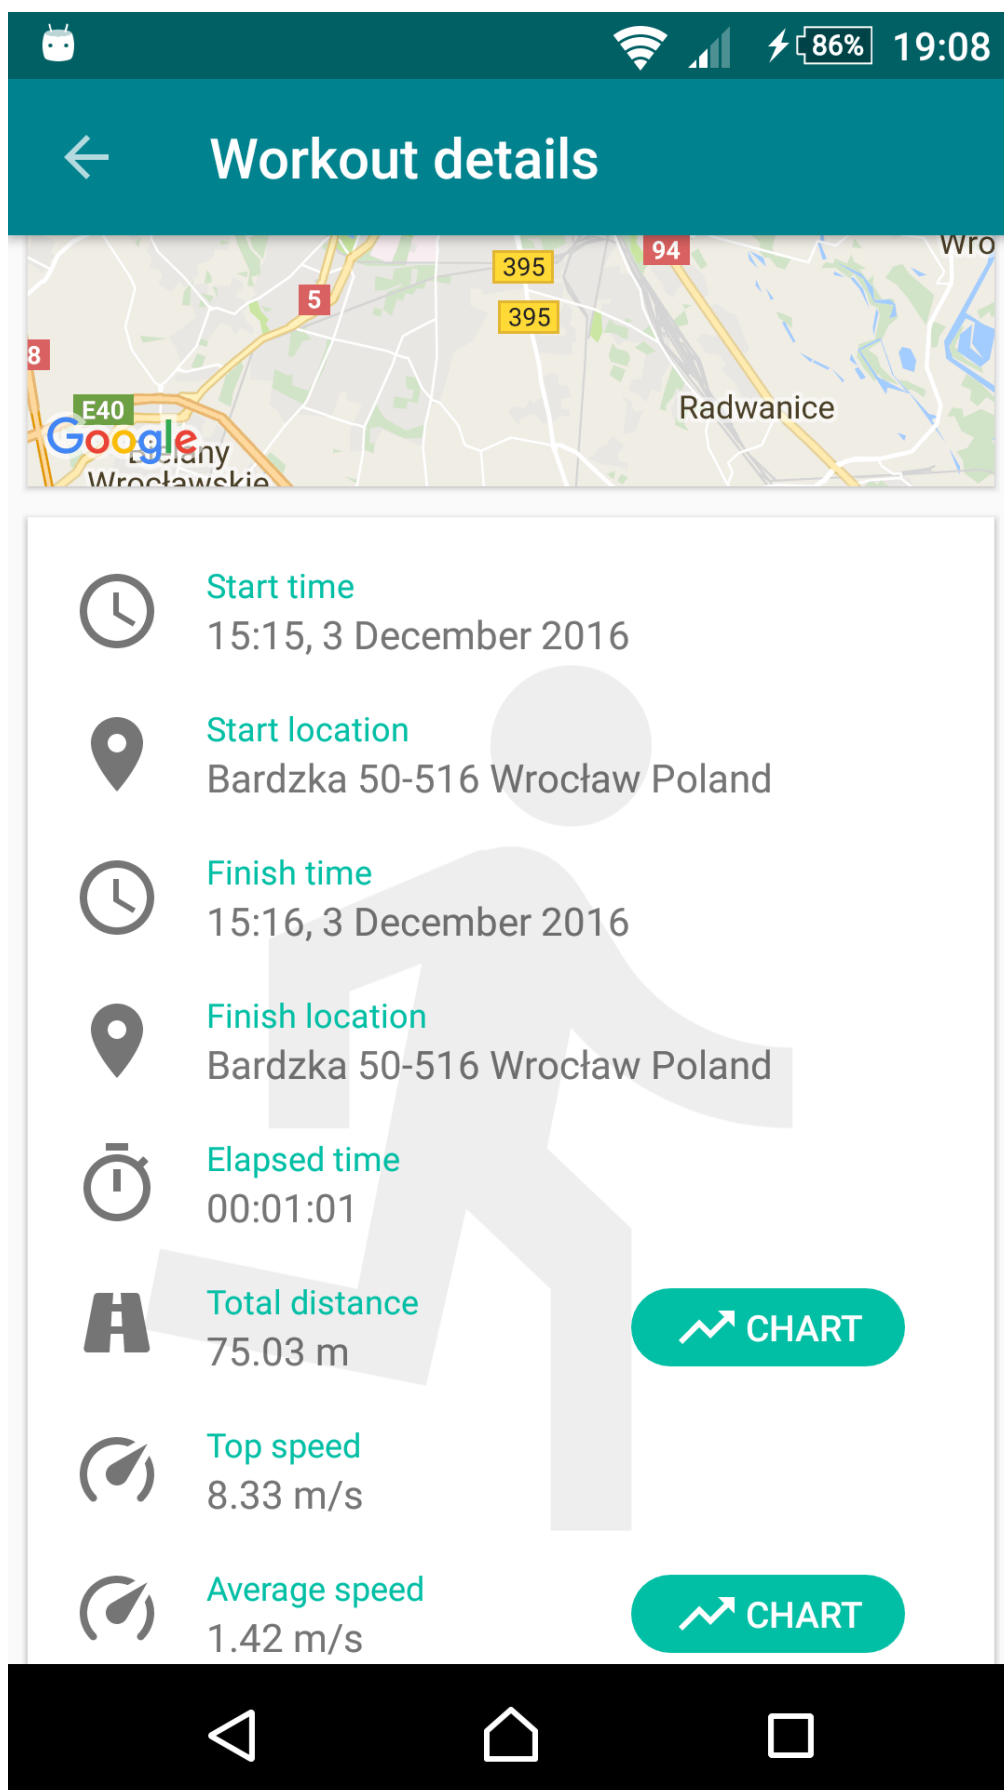 86%
19:08
Workout details
Wro
395
94
5
395
8
E40
Radwanice
Google
Bielany
Wrocławskie
Start time
15:15, 3 December 2016
Start location
Bardzka 50-516 Wrocław Poland
Finish time
15:16, 3 December 2016
Finish location
Bardzka 50-516 Wrocław Poland
Elapsed time
00:01:01
Total distance
75.03 m
CHART
Top speed
8.33 m/s
Average speed
1.42 m/s
CHART